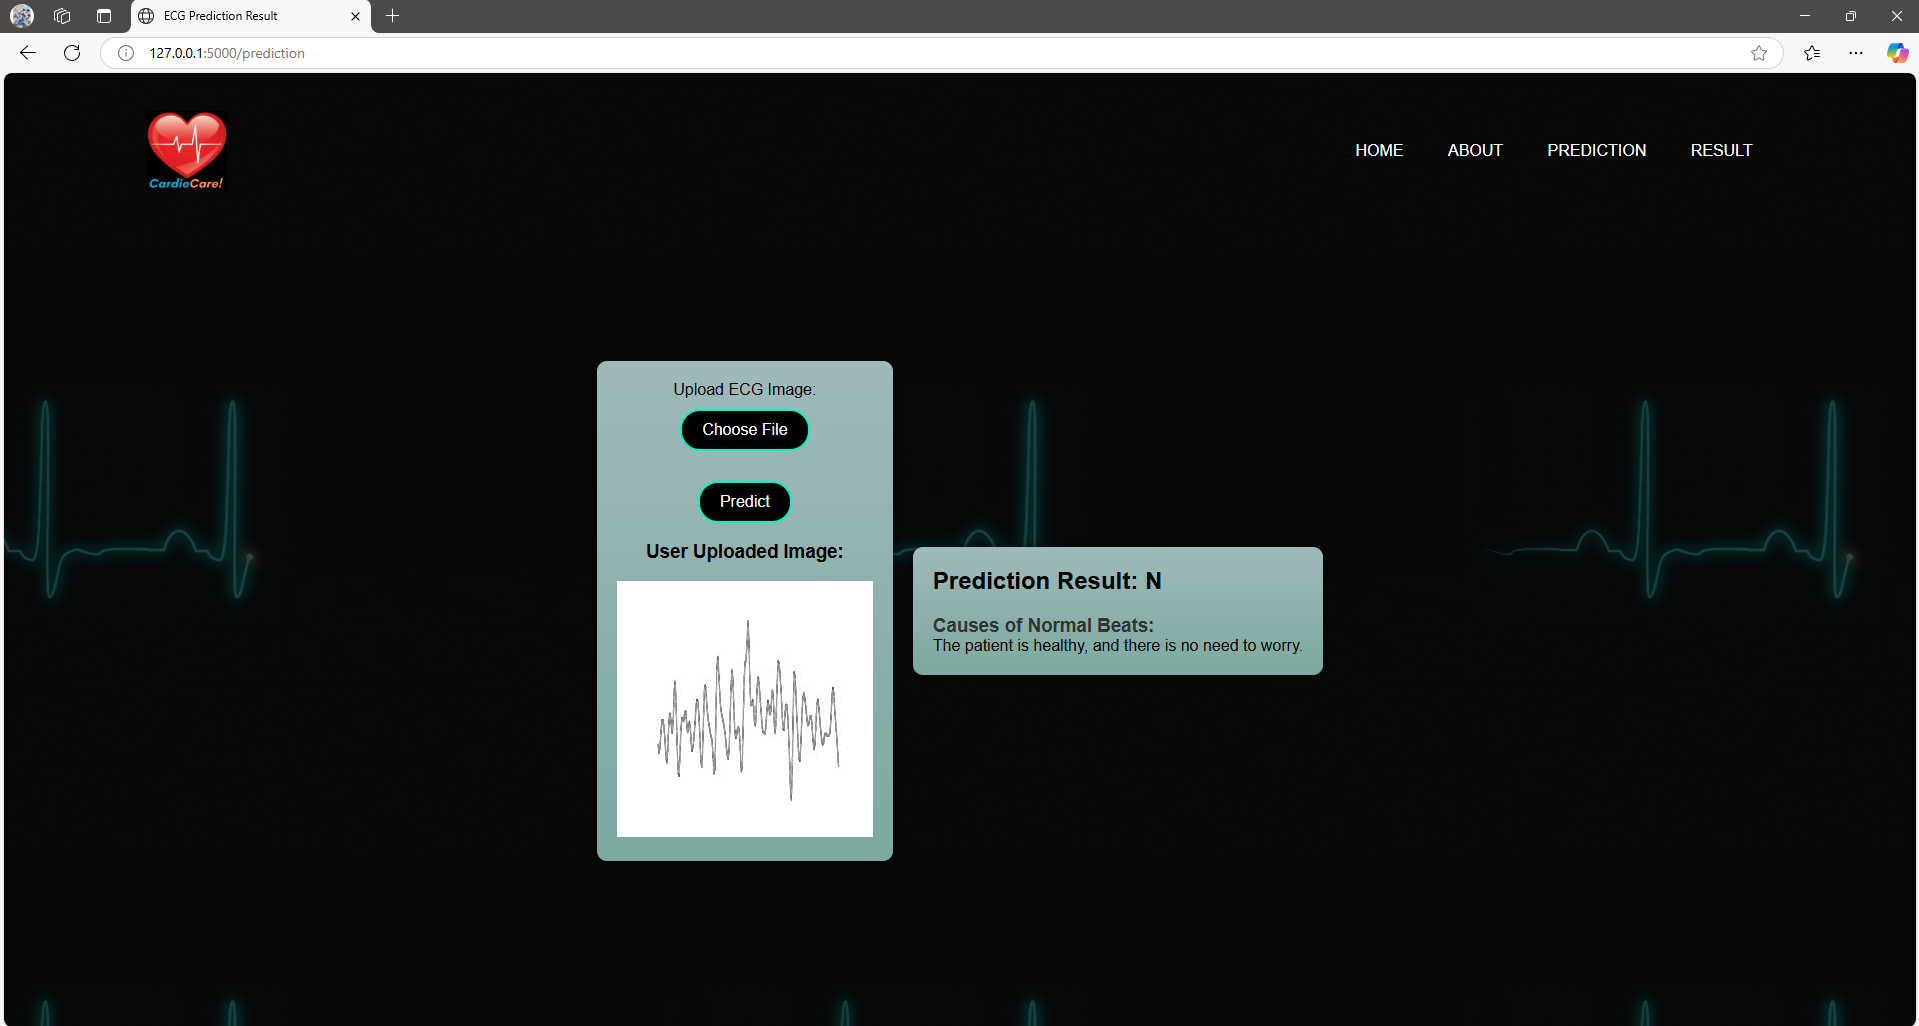 ECG Prediction Result
127.0.0.1:5000/prediction
CardioCare!
HOME ABOUT PREDICTION RESULT
Upload ECG Image:
Choose File
Predict
User Uploaded Image:
Prediction Result: N
Causes of Normal Beats:
The patient is healthy, and there is no need to worry.